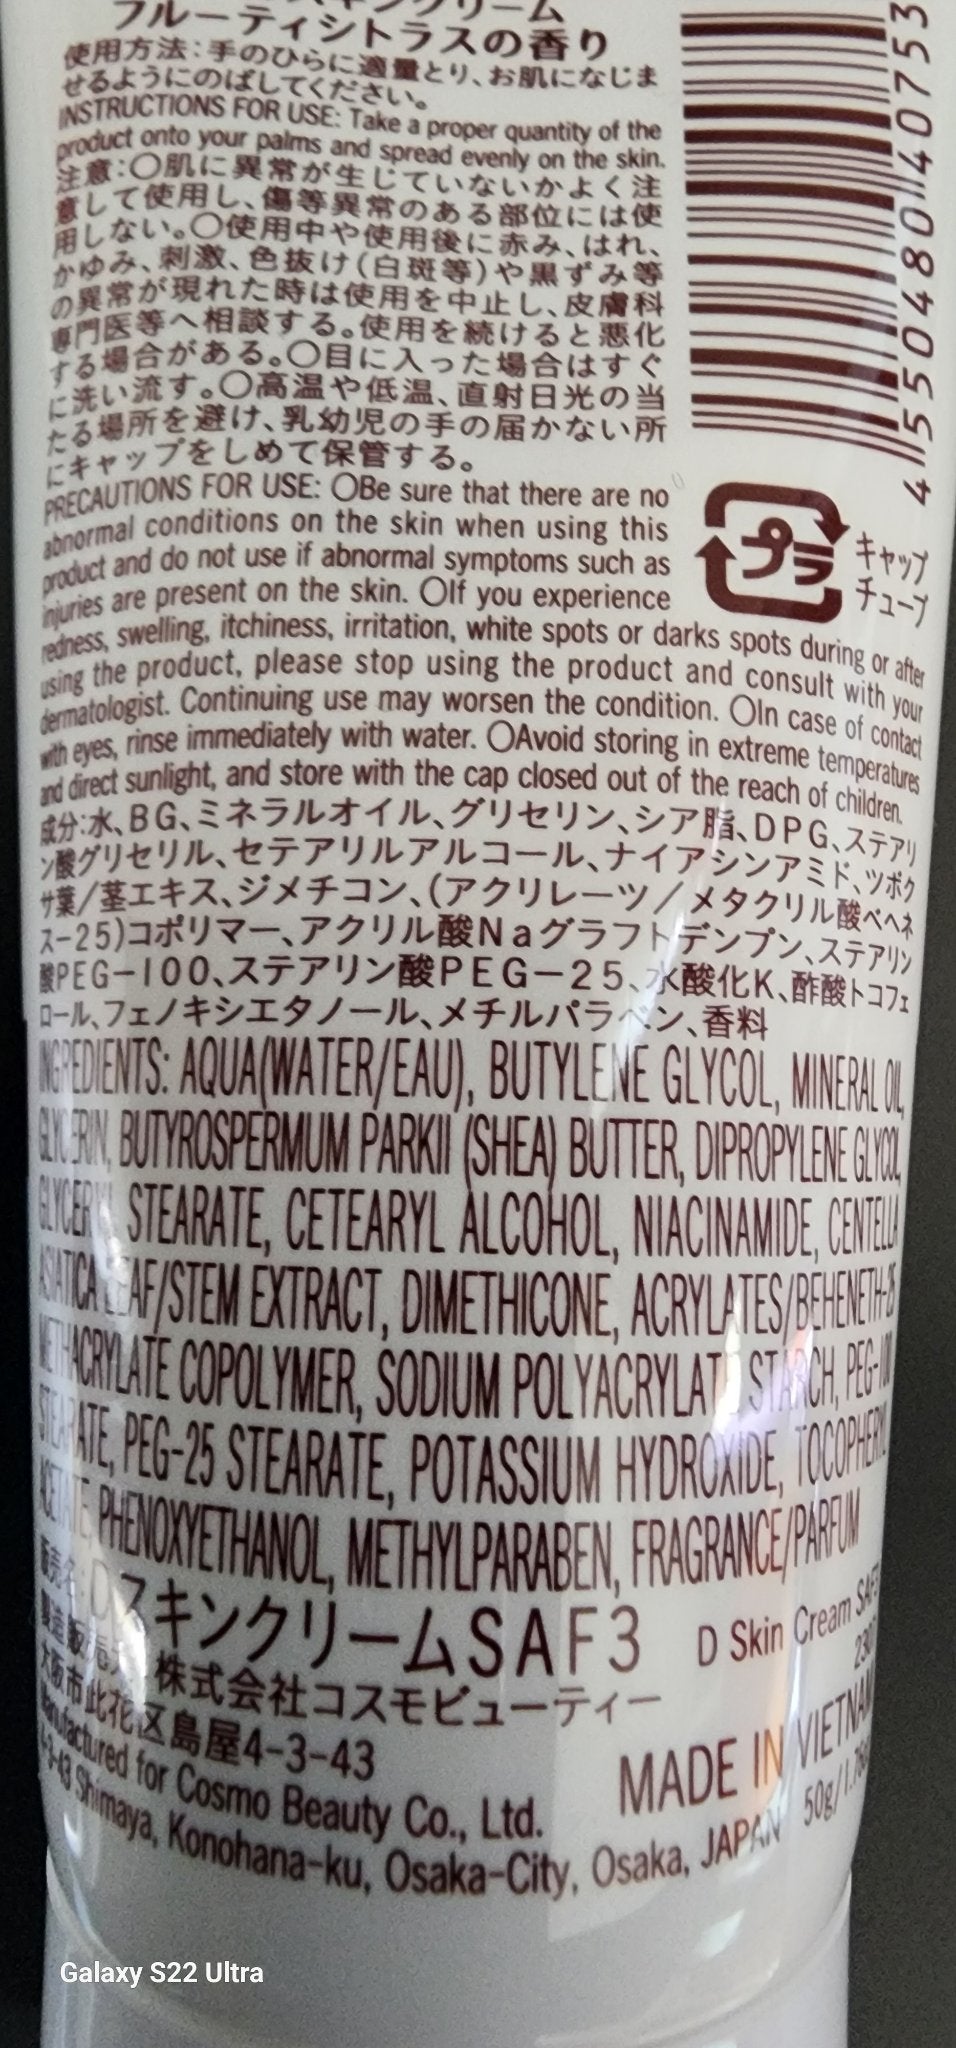 フルーティシトラスの香り
使用方法:手のひらに適量とり、お肌になじま
せるようにのばしてください。
INSTRUCTIONS FOR USE: Take a proper quantity of the
product onto your palms and spread evenly on the skin.
注意:○肌に異常が生じていないかよく注
意して使用し、傷等異常のある部位には使
用しない。○使用中や使用後に赤み、はれ、
かゆみ、刺激、色抜け(白斑等)や黒ずみ等
の異常が現れた時は使用を中止し、皮膚科
専門医等へ相談する。使用を続けると悪化
する場合がある。○目に入った場合はすぐ
に洗い流す。○高温や低温、直射日光の当
たる場所を避け、乳幼児の手の届かない所
にキャップをしめて保管する。
PRECAUTIONS FOR USE: ○Be sure that there are no
abnormal conditions on the skin when using this
product and do not use if abnormal symptoms such as
injuries are present on the skin. ○If you experience
redness, swelling, itchiness, irritation, white spots or darks spots during or after
using the product, please stop using the product and consult with your
dermatologist. Continuing use may worsen the condition. ○In case of contact
with eyes, rinse immediately with water. ○Avoid storing in extreme temperatures
and direct sunlight, and store with the cap closed out of the reach of children.
4550480840753
プラ
キャップ
チューブ
成分:水、BG、ミネラルオイル、グリセリン、シア脂、DPG、ステアリ
ン酸グリセリル、セテアリルアルコール、ナイアシンアミド、ツボク
サ葉/茎エキス、ジメチコン、(アクリレーツ/メタクリル酸ベヘネ
ス-25)コポリマー、アクリル酸Naグラフトデンプン、ステアリン
酸PEG-100、ステアリン酸PEG-25、水酸化K、酢酸トコフェ
ロール、フェノキシエタノール、メチルパラベン、香料
INGREDIENTS: AQUA(WATER/EAU), BUTYLENE GLYCOL, MINERAL OIL,
GLYCERIN, BUTYROSPERMUM PARKII (SHEA) BUTTER, DIPROPYLENE GLYCOL,
GLYCERYL STEARATE, CETEARYL ALCOHOL, NIACINAMIDE, CENTELLA
ASIATICA LEAF/STEM EXTRACT, DIMETHICONE, ACRYLATES/BEHENETH-25
METHACRYLATE COPOLYMER, SODIUM POLYACRYLATE STARCH, PEG-100
STEARATE, PEG-25 STEARATE, POTASSIUM HYDROXIDE, TOCOPHERYL
ACETATE, PHENOXYETHANOL, METHYLPARABEN, FRAGRANCE/PARFUM
販売名:DスキンクリームSAF3 D Skin Cream SAF3
製造販売元 株式会社コスモビューティー
大阪市此花区島屋4-3-43
Manufactured for Cosmo Beauty Co., Ltd.
4-3-43 Shimaya, Konohana-ku, Osaka-City, Osaka, JAPAN
MADE IN VIETNAM
Galaxy S22 Ultra